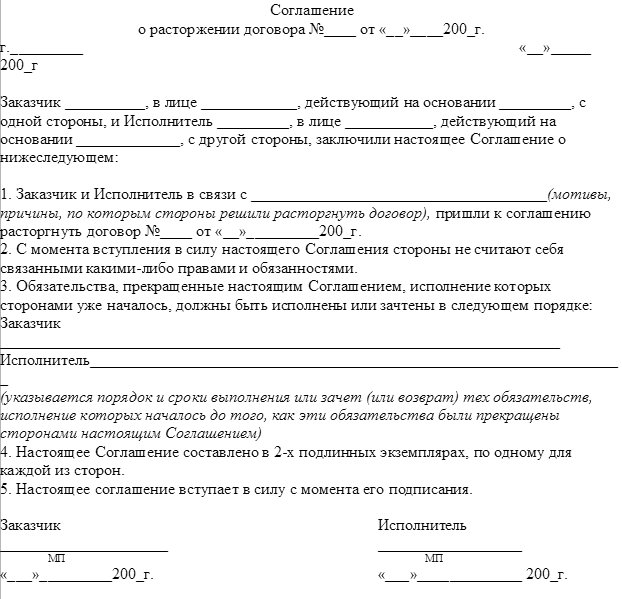 Соглашение
о расторжении договора №____ от «__»____200_г.
г.__________ «__»_____
200_г
Заказчик ___________, в лице _____________, действующий на основании __________, с
одной стороны, и Исполнитель __________, в лице ____________, действующий на
основании ______________, с другой стороны, заключили настоящее Соглашение о
нижеследующем:
1. Заказчик и Исполнитель в связи с ________________________________________(мотивы,
причины, по которым стороны решили расторгнуть договор), пришли к соглашению
расторгнуть договор №____ от «__»__________200_г.
2. С момента вступления в силу настоящего Соглашения стороны не считают себя
связанными какими-либо правами и обязанностями.
3. Обязательства, прекращенные настоящим Соглашением, исполнение которых
сторонами уже началось, должны быть исполнены или зачтены в следующем порядке:
Заказчик
____________________________________________________________________________
Исполнитель________________________________________________________________________
_
(указывается порядок и сроки выполнения или зачет (или возврат) тех обязательств,
исполнение которых началось до того, как эти обязательства были прекращены
сторонами настоящим Соглашением)
4. Настоящее Соглашение составлено в 2-х подлинных экземплярах, по одному для
каждой из сторон.
5. Настоящее соглашение вступает в силу с момента его подписания.
Заказчик Исполнитель
_______________________ ____________________
МП МП
«___»__________200_г. «___»______________ 200_г.